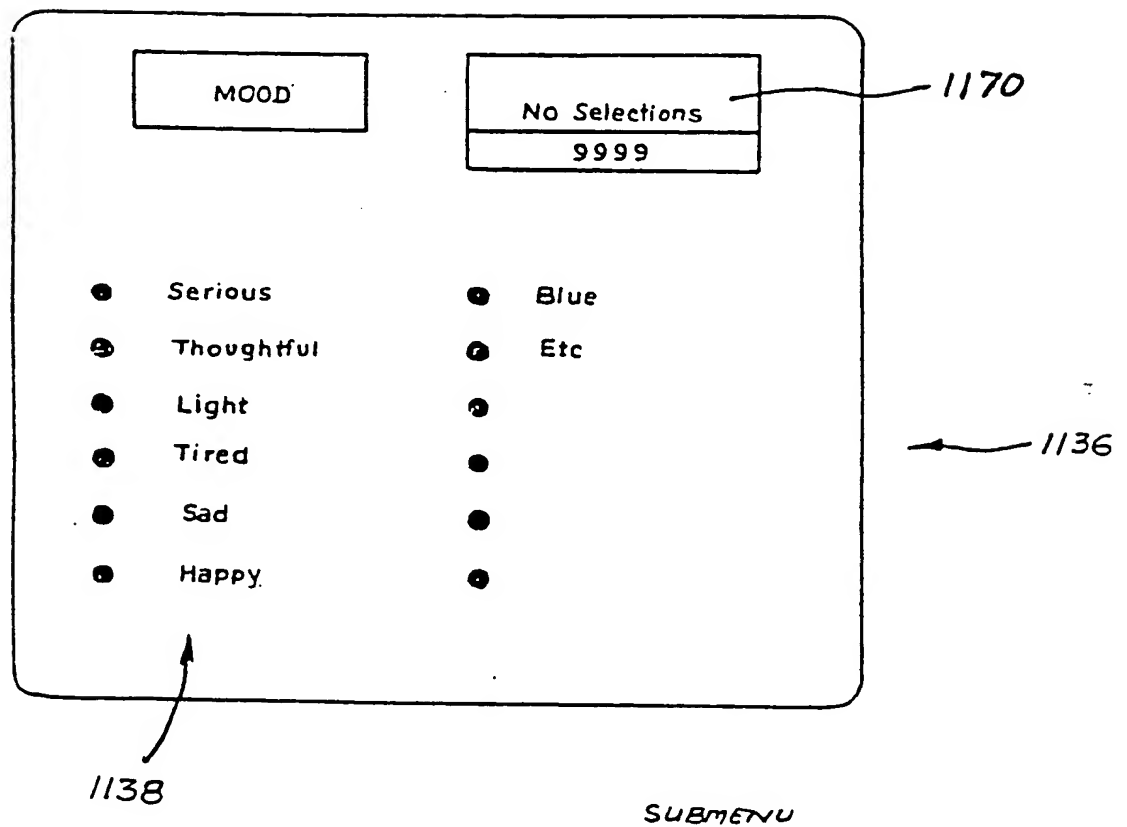 MOOD
No Selections
9999
1170
Serious
Thoughtful
Light
Tired
Sad
Happy
Blue
Etc
1136
1138
SUBMENU